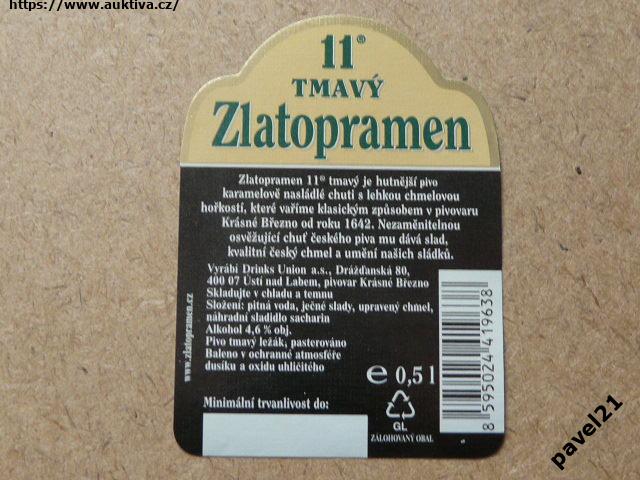 https://www.auktiva.cz/
11®
TMAVÝ
Zlatopramen
Zlatopramen 11® tmavý je hutnější pivo
karamelově nasládlé chuti s lehkou chmelovou
hořkostí, které vaříme klasickým způsobem v pivovaru
Krásné Březno od roku 1642. Nezaměnitelnou
osvěžující chuť českého piva mu dává slad,
kvalitní český chmel a umění našich sládků.
Vyrábí Drinks Union a.s., Drážďanská 80,
400 07 Ústí nad Labem, pivovar Krásné Březno
Skladujte v chladu a temnu
Složení: pitná voda, ječné slady, upravený chmel,
náhradní sladidlo sacharin
Alkohol 4,6 % obj.
Pivo tmavý ležák, pasterováno
Baleno v ochranné atmosféře
dusíku a oxidu uhličitého
www.zlatopramen.cz
e 0,5 l
GL
ZÁLOHOVANÝ OBAL
Minimální trvanlivost do:
8 595024 419638
pavel21